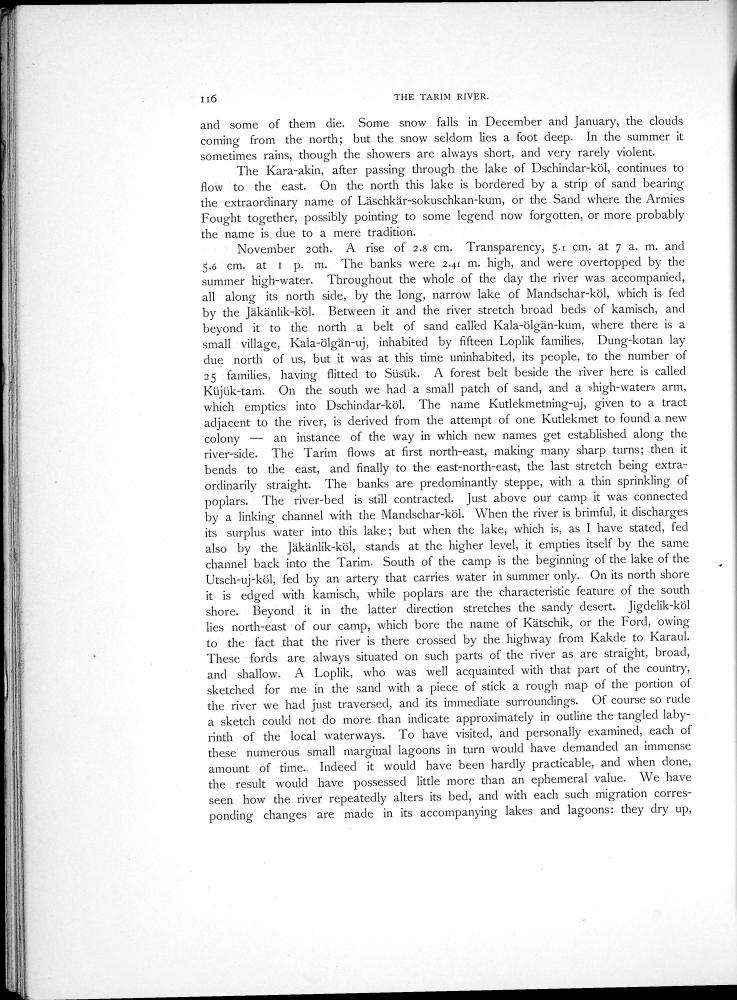 116 THE TARIM RIVER.
and some of them die. Some snow falls in December and January, the clouds
coming from the north; but the snow seldom lies a foot deep. In the summer it
sometimes rains, though the showers are always short, and very rarely violent.
The Kara-akin, after passing through the lake of Dschindar-köl, continues to
flow to the east. On the north this lake is bordered by a strip of sand bearing
the extraordinary name of Läschkär-sokuschkan-kum, or the Sand where the Armies
Fought together, possibly pointing to some legend now forgotten, or more probably
the name is due to a mere tradition.
November 20th. A rise of 2.8 cm. Transparency, 5.1 cm. at 7 a. m. and
5.6 cm. at 1 p. m. The banks were 2.41 m. high, and were overtopped by the
summer high-water. Throughout the whole of the day the river was accompanied,
all along its north side, by the long, narrow lake of Mandschar-köl, which is fed
by the Jäkänlik-köl. Between it and the river stretch broad beds of kamisch, and
beyond it to the north a belt of sand called Kala-ölgän-kum, where there is a
small village, Kala-ölgän-uj, inhabited by fifteen Loplik families. Dung-kotan lay
due north of us, but it was at this time uninhabited, its people, to the number of
25 families, having flitted to Süsük. A forest belt beside the river here is called
Küjük-tam. On the south we had a small patch of sand, and a »high-water» arm,
which empties into Dschindar-köl. The name Kutlekmetning-uj, given to a tract
adjacent to the river, is derived from the attempt of one Kutlekmet to found a new
colony — an instance of the way in which new names get established along the
river-side. The Tarim flows at first north-east, making many sharp turns; then it
bends to the east, and finally to the east-north-east, the last stretch being extra-
ordinarily straight. The banks are predominantly steppe, with a thin sprinkling of
poplars. The river-bed is still contracted. Just above our camp it was connected
by a linking channel with the Mandschar-köl. When the river is brimful, it discharges
its surplus water into this lake; but when the lake, which is, as I have stated, fed
also by the Jäkänlik-köl, stands at the higher level, it empties itself by the same
channel back into the Tarim. South of the camp is the beginning of the lake of the
Utsch-uj-köl, fed by an artery that carries water in summer only. On its north shore
it is edged with kamisch, while poplars are the characteristic feature of the south
shore. Beyond it in the latter direction stretches the sandy desert. Jigdelik-köl
lies north-east of our camp, which bore the name of Kätschik, or the Ford, owing
to the fact that the river is there crossed by the highway from Kakde to Karaul.
These fords are always situated on such parts of the river as are straight, broad,
and shallow. A Loplik, who was well acquainted with that part of the country,
sketched for me in the sand with a piece of stick a rough map of the portion of
the river we had just traversed, and its immediate surroundings. Of course so rude
a sketch could not do more than indicate approximately in outline the tangled laby-
rinth of the local waterways. To have visited, and personally examined, each of
these numerous small marginal lagoons in turn would have demanded an immense
amount of time. Indeed it would have been hardly practicable, and when done,
the result would have possessed little more than an ephemeral value. We have
seen how the river repeatedly alters its bed, and with each such migration corres-
ponding changes are made in its accompanying lakes and lagoons: they dry up,